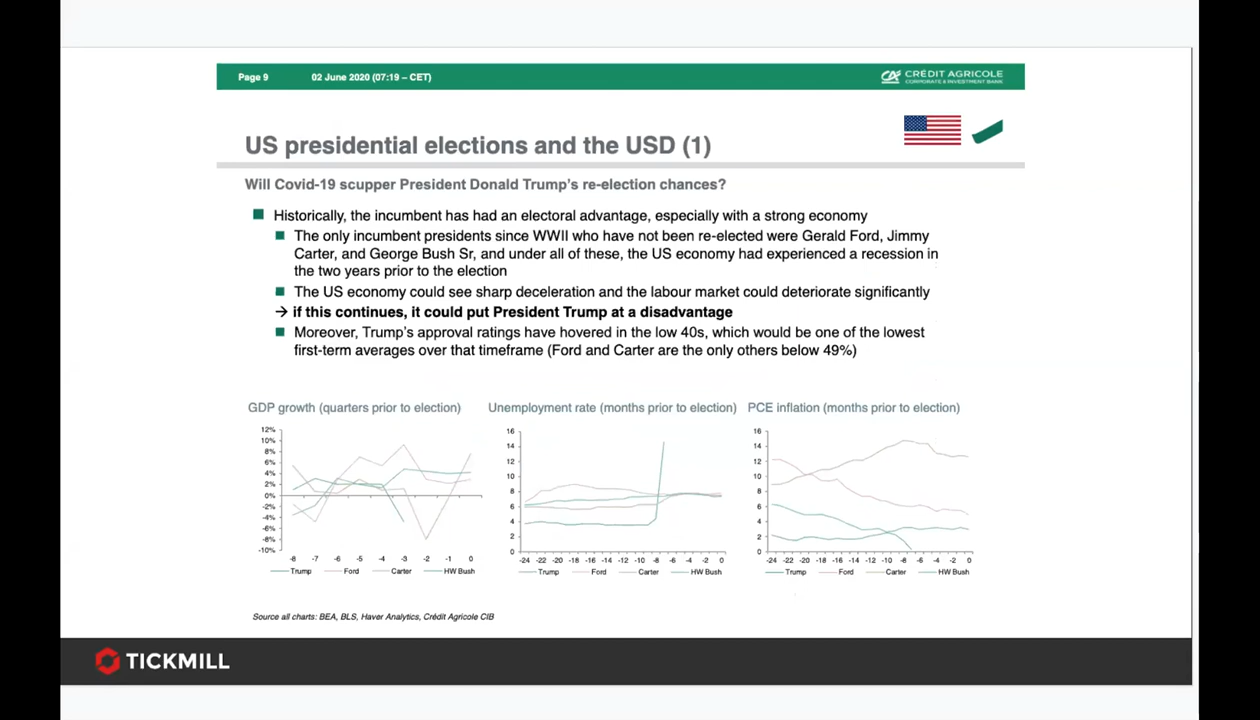 Page 9 02 June 2020 (07:19 – CET) CRÉDIT AGRICOLE
CORPORATE & INVESTMENT BANK
US presidential elections and the USD (1)
Will Covid-19 scupper President Donald Trump's re-election chances?
Historically, the incumbent has had an electoral advantage, especially with a strong economy
The only incumbent presidents since WWII who have not been re-elected were Gerald Ford, Jimmy
Carter, and George Bush Sr, and under all of these, the US economy had experienced a recession in
the two years prior to the election
The US economy could see sharp deceleration and the labour market could deteriorate significantly
→ if this continues, it could put President Trump at a disadvantage
Moreover, Trump's approval ratings have hovered in the low 40s, which would be one of the lowest
first-term averages over that timeframe (Ford and Carter are the only others below 49%)
GDP growth (quarters prior to election)
12%
10%
8%
6%
4%
2%
0%
-2%
-4%
-6%
-8%
-10%
-8 -7 -6 -5 -4 -3 -2 -1 0
Trump Ford Carter HW Bush
Unemployment rate (months prior to election)
16
14
12
10
8
6
4
2
0
-24 -22 -20 -18 -16 -14 -12 -10 -8 -6 -4 -2 0
Trump Ford Carter HW Bush
PCE inflation (months prior to election)
16
14
12
10
8
6
4
2
0
-24 -22 -20 -18 -16 -14 -12 -10 -8 -6 -4 -2 0
Trump Ford Carter HW Bush
Source all charts: BEA, BLS, Haver Analytics, Crédit Agricole CIB
TICKMILL